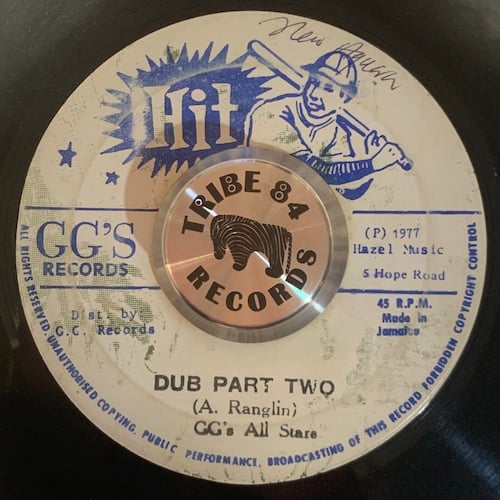 New
Hit
TRIBE 84
RECORDS
GG'S
RECORDS
Dist. by:
G.G. Records
(P) 1977
Hazel Music
5 Hope Road
45 R.P.M.
Made in
Jamaica
DUB PART TWO
(A. Ranglin)
GG's All Stars
ALL RIGHTS RESERVED UNAUTHORISED COPYING, PUBLIC PERFORMANCE, BROADCASTING OF THIS RECORD FORBIDDEN COPYRIGHT CONTROL